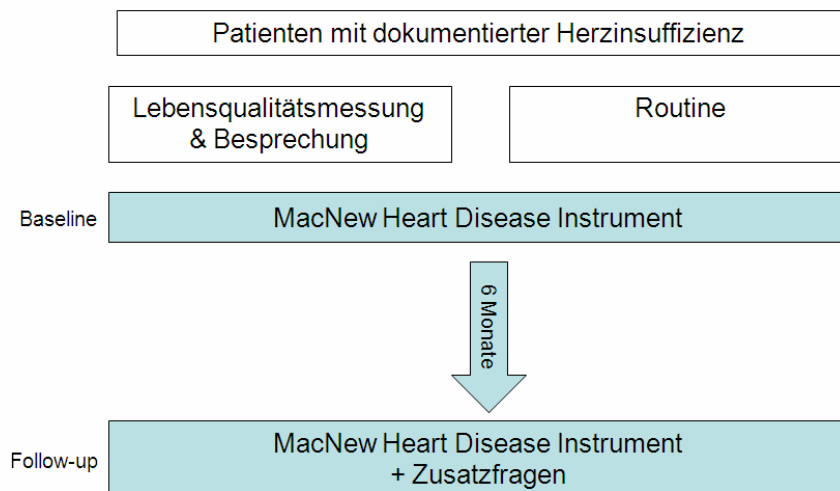 Patienten mit dokumentierter Herzinsuffizienz
Lebensqualitätsmessung
& Besprechung
Routine
Baseline
MacNew Heart Disease Instrument
6 Monate
Follow-up
MacNew Heart Disease Instrument
+ Zusatzfragen